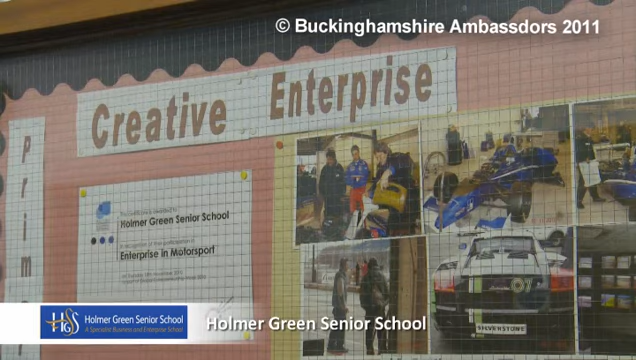 © Buckinghamshire Ambassdors 2011
Creative Enterprise
Prim
Holmer Green Senior School
Enterprise in Motorsport
SILVERSTONE
HGSS
Holmer Green Senior School
A Specialist Business and Enterprise School
Holmer Green Senior School